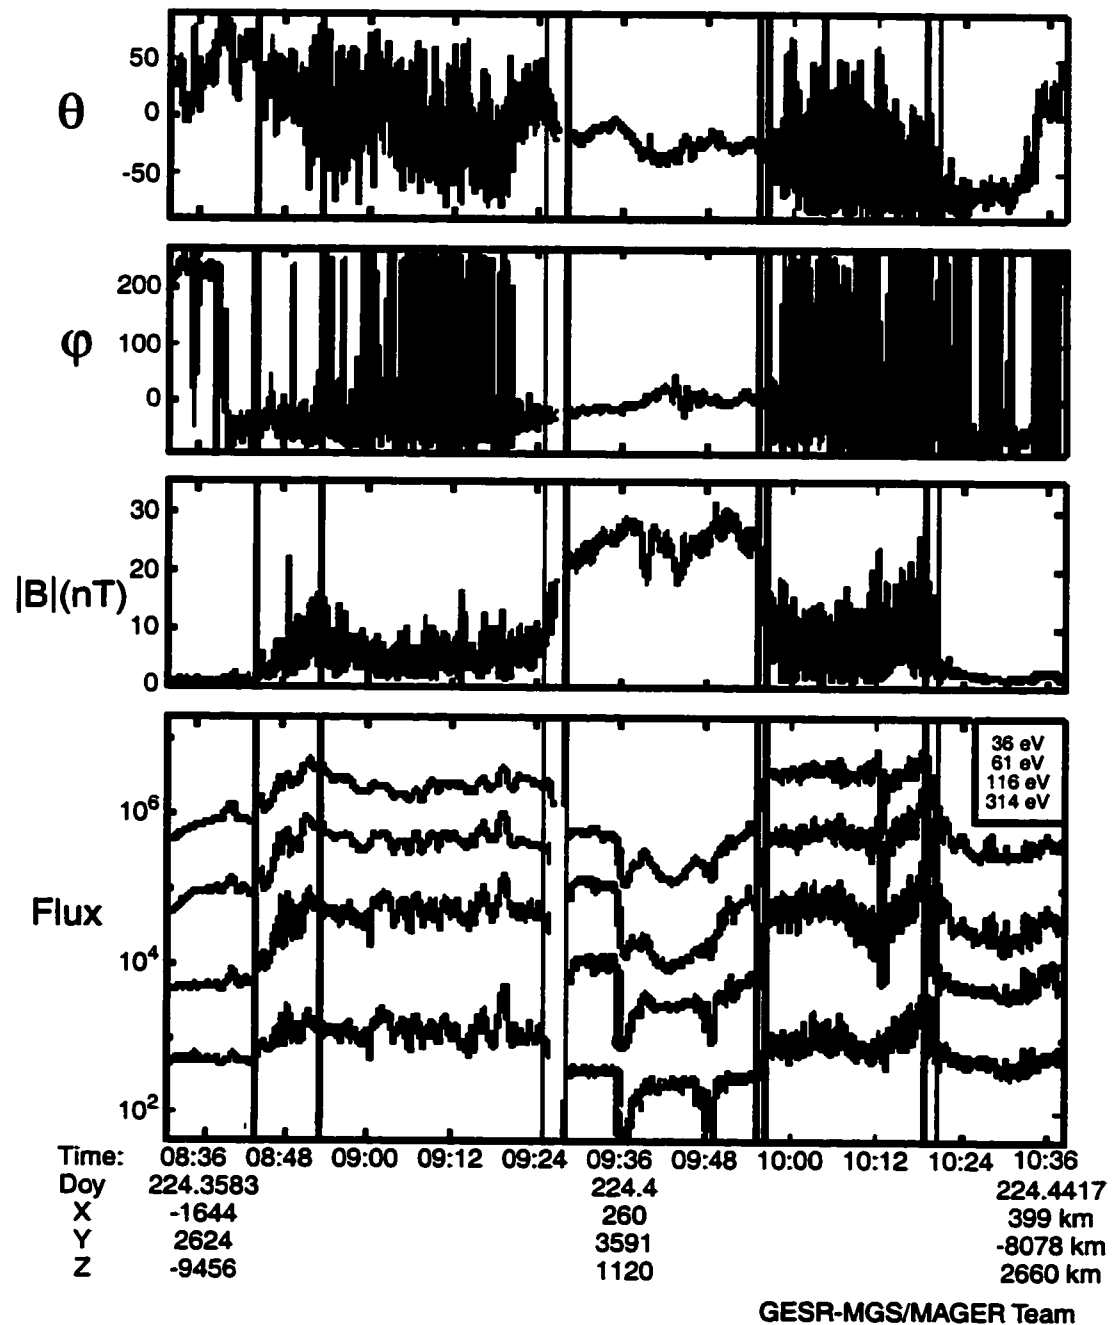 50
θ 0
-50
200
φ 100
0
30
20
|B|(nT)
10
0
36 eV
61 eV
116 eV
314 eV
10⁶
Flux
10⁴
10²
Time: 08:36 08:48 09:00 09:12 09:24 09:36 09:48 10:00 10:12 10:24 10:36
Doy 224.3583 224.4 224.4417
X -1644 260 399 km
Y 2624 3591 -8078 km
Z -9456 1120 2660 km
GESR-MGS/MAGER Team